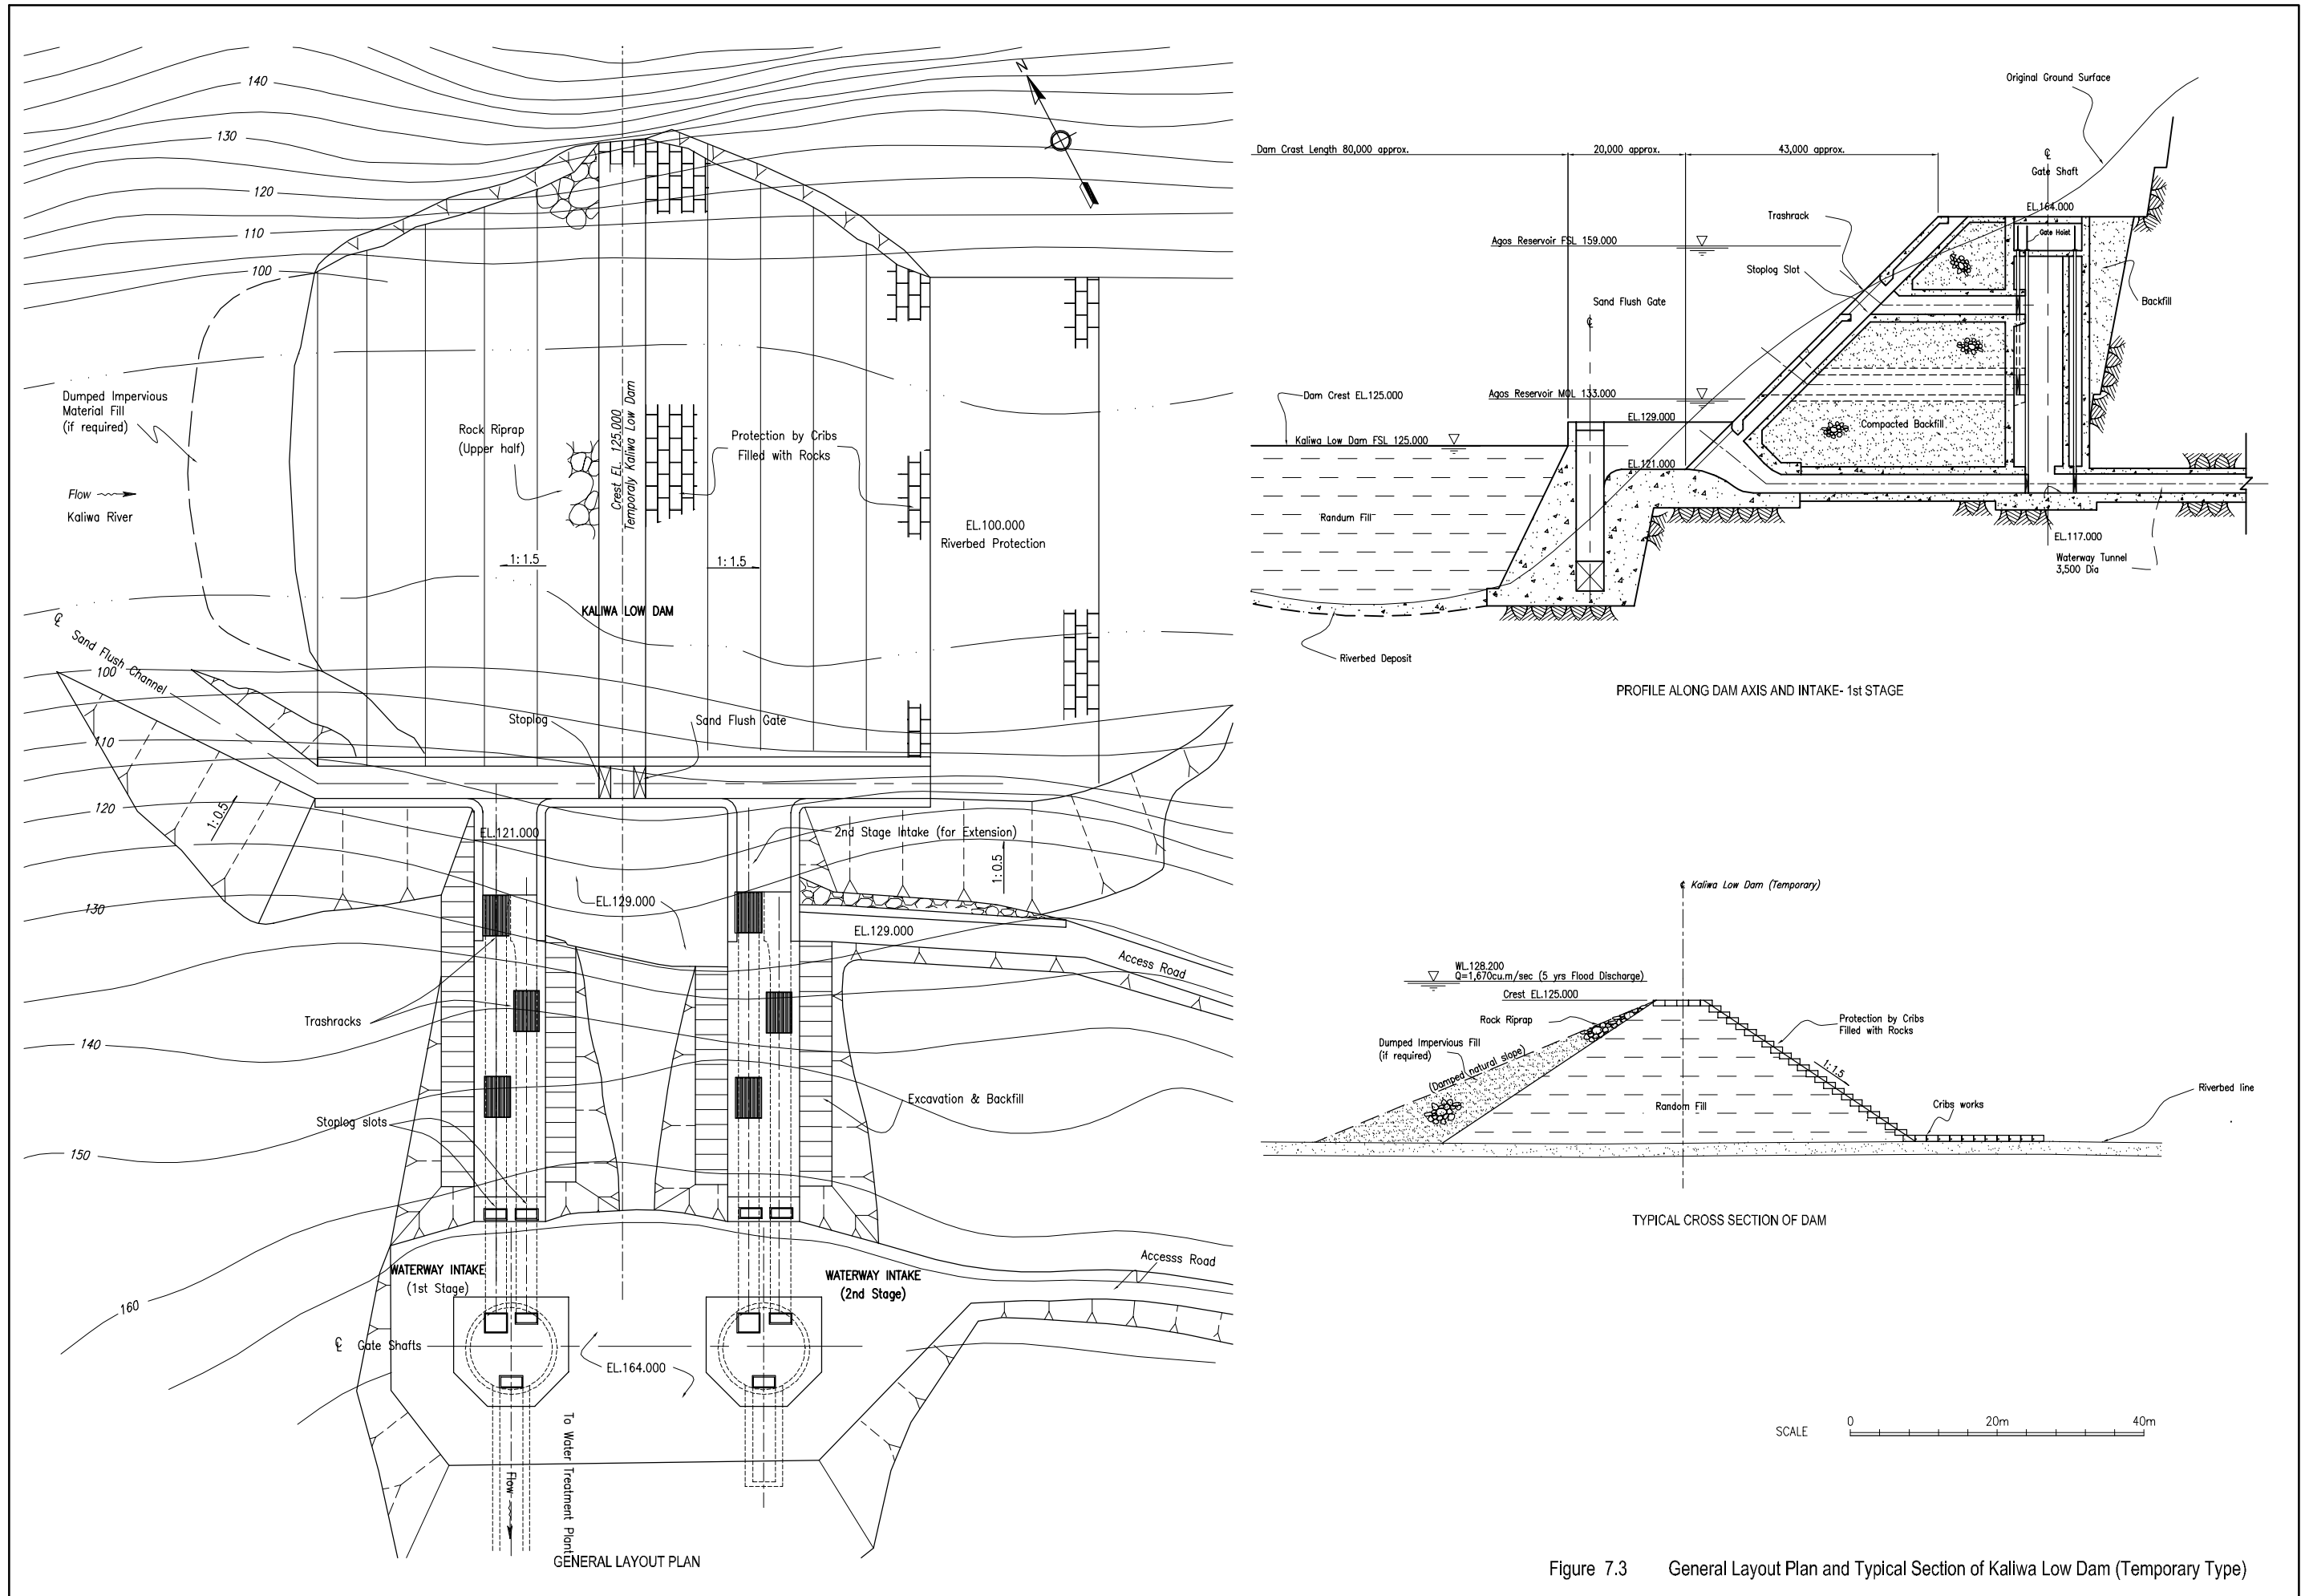 140
130
120
110
100
N
Dumped Impervious
Material Fill
(if required)
Flow
Kaliwa River
Rock Riprap
(Upper half)
Crest EL. 125.000
Temporaly Kaliwa Low Dam
Protection by Cribs
Filled with Rocks
EL.100.000
Riverbed Protection
1:1.5
1:1.5
KALIWA LOW DAM
℄ Sand Flush Channel
100
110
120
130
140
150
160
Stoplog
Sand Flush Gate
1:0.5
EL.121.000
2nd Stage Intake (for Extension)
1:0.5
EL.129.000
EL.129.000
Access Road
Trashracks
Excavation & Backfill
Stoplog slots
Accesss Road
WATERWAY INTAKE
(1st Stage)
WATERWAY INTAKE
(2nd Stage)
℄ Gate Shafts
EL.164.000
To Water Treatment Plant
Flow
GENERAL LAYOUT PLAN
Original Ground Surface
Dam Crast Length 80,000 approx.
20,000 approx.
43,000 approx.
℄
Gate Shaft
EL.164.000
Gate Hoist
Trashrack
Agos Reservoir FSL 159.000
Stoplog Slot
Sand Flush Gate
℄
Backfill
Dam Crest EL.125.000
Agos Reservoir MOL 133.000
EL.129.000
Compacted Backfill
Kaliwa Low Dam FSL 125.000
EL.121.000
Randum Fill
EL.117.000
Waterway Tunnel
3,500 Dia
Riverbed Deposit
PROFILE ALONG DAM AXIS AND INTAKE- 1st STAGE
℄ Kaliwa Low Dam (Temporary)
WL.128.200
Q=1,670cu.m/sec (5 yrs Flood Discharge)
Crest EL.125.000
Rock Riprap
Protection by Cribs
Filled with Rocks
Dumped Impervious Fill
(if required)
(Damped natural slope)
1:1.5
Random Fill
Cribs works
Riverbed line
TYPICAL CROSS SECTION OF DAM
SCALE
0 20m 40m
Figure 7.3 General Layout Plan and Typical Section of Kaliwa Low Dam (Temporary Type)